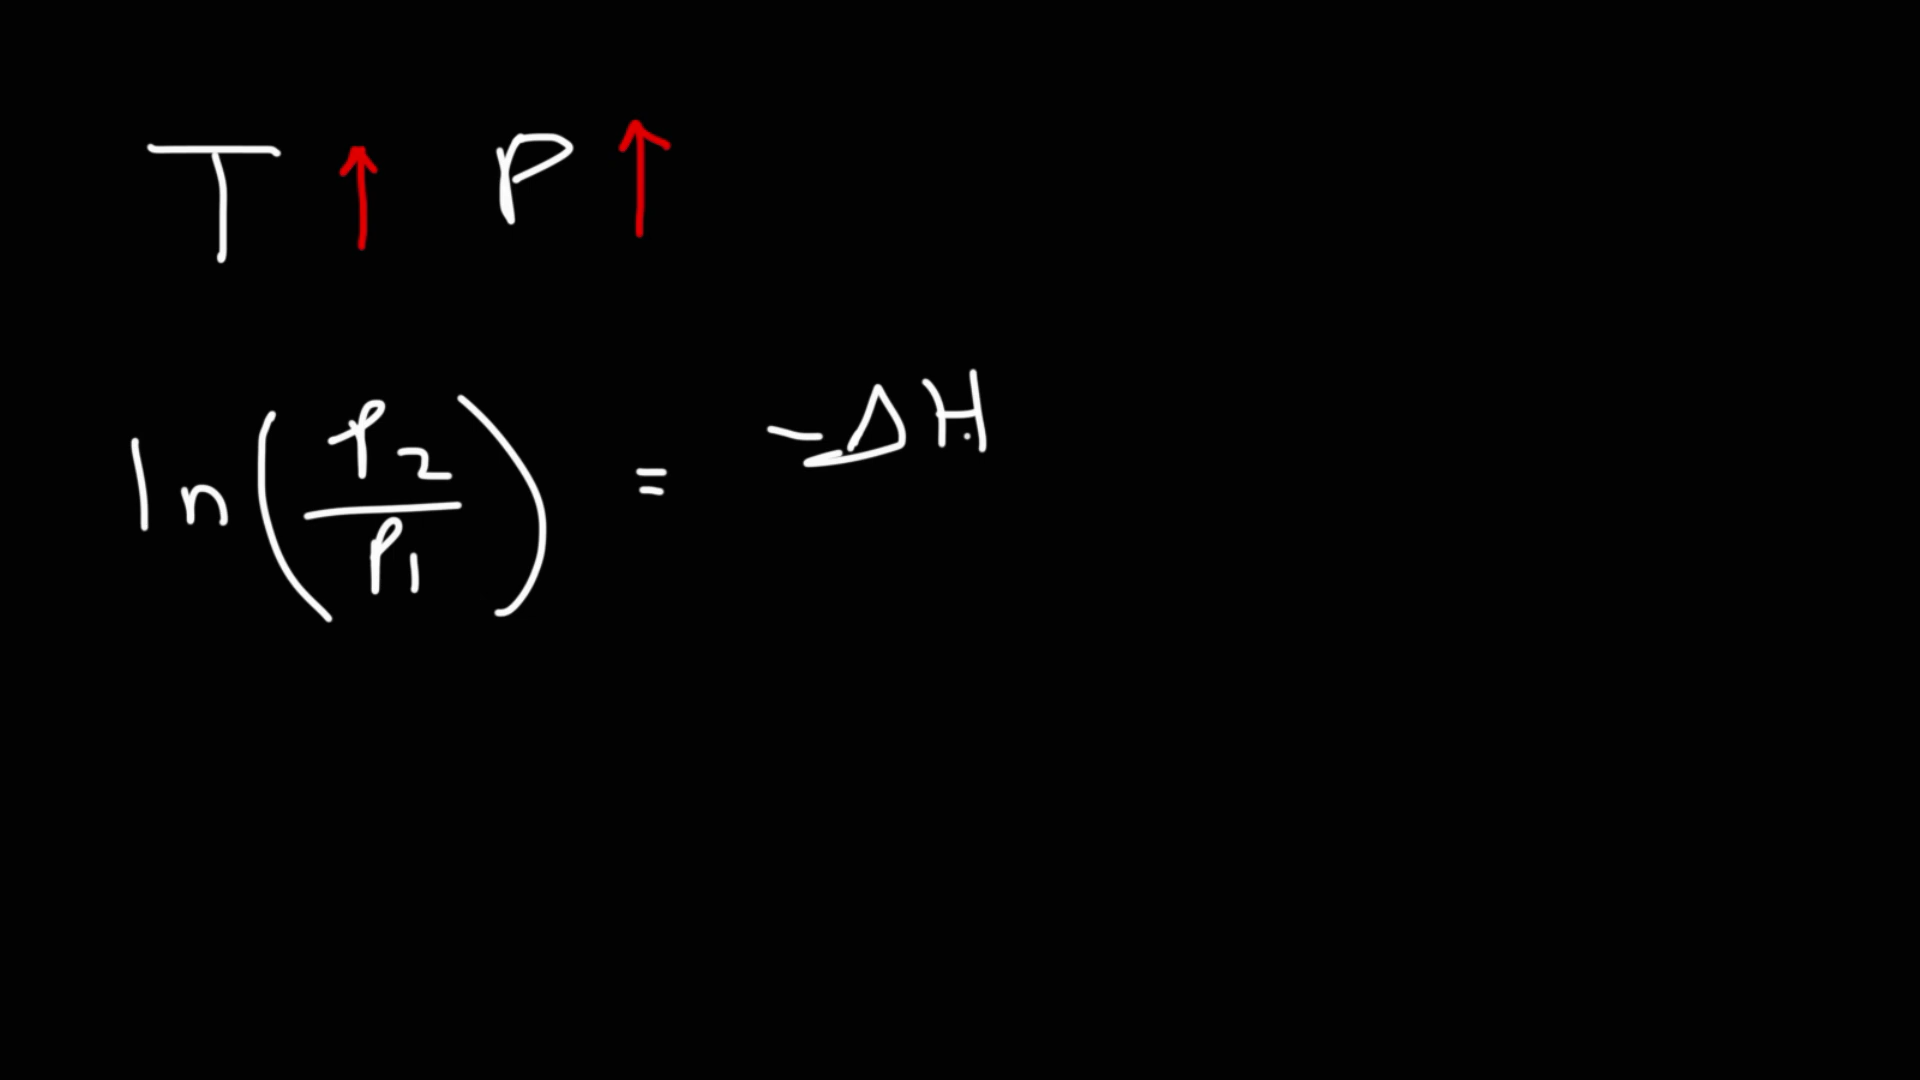 T ↑ P ↑
ln(P₂/P₁) = -ΔH